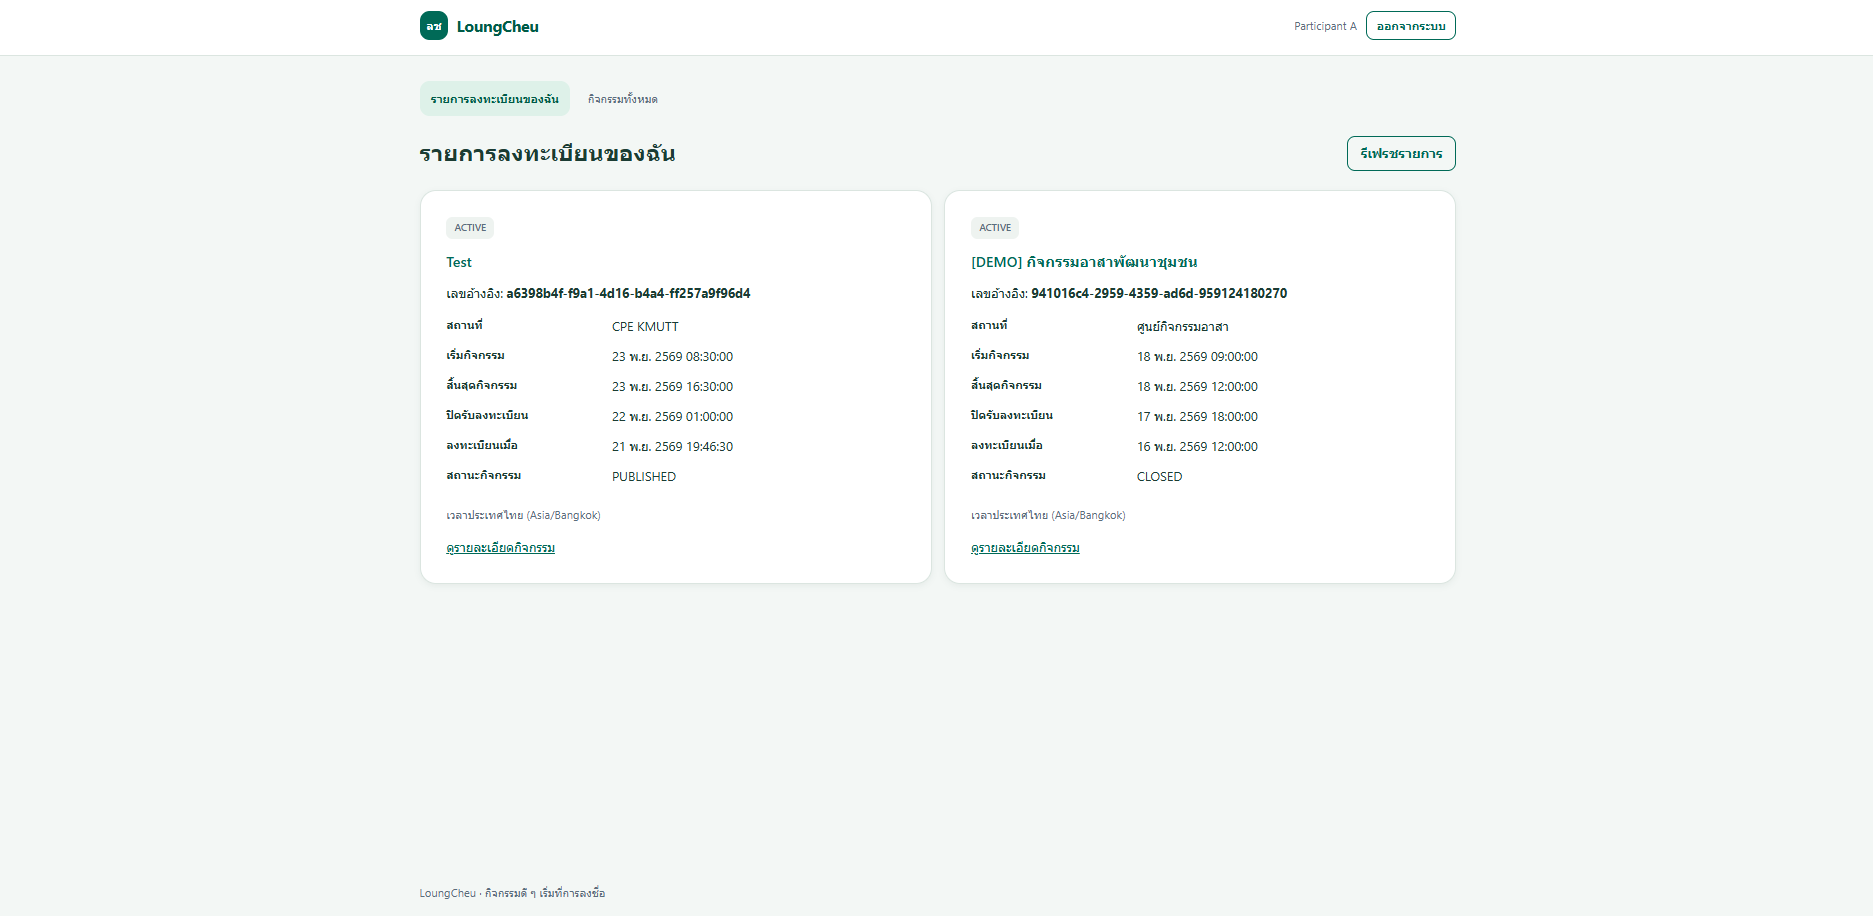 ลช LoungCheu
Participant A ออกจากระบบ
รายการลงทะเบียนของฉัน กิจกรรมทั้งหมด
รายการลงทะเบียนของฉัน
รีเฟรชรายการ
ACTIVE
Test
เลขอ้างอิง: a6398b4f-f9a1-4d16-b4a4-ff257a9f96d4
สถานที่ CPE KMUTT
เริ่มกิจกรรม 23 พ.ย. 2569 08:30:00
สิ้นสุดกิจกรรม 23 พ.ย. 2569 16:30:00
ปิดรับลงทะเบียน 22 พ.ย. 2569 01:00:00
ลงทะเบียนเมื่อ 21 พ.ย. 2569 19:46:30
สถานะกิจกรรม PUBLISHED
เวลาประเทศไทย (Asia/Bangkok)
ดูรายละเอียดกิจกรรม
ACTIVE
[DEMO] กิจกรรมอาสาพัฒนาชุมชน
เลขอ้างอิง: 941016c4-2959-4359-ad6d-959124180270
สถานที่ ศูนย์กิจกรรมอาสา
เริ่มกิจกรรม 18 พ.ย. 2569 09:00:00
สิ้นสุดกิจกรรม 18 พ.ย. 2569 12:00:00
ปิดรับลงทะเบียน 17 พ.ย. 2569 18:00:00
ลงทะเบียนเมื่อ 16 พ.ย. 2569 12:00:00
สถานะกิจกรรม CLOSED
เวลาประเทศไทย (Asia/Bangkok)
ดูรายละเอียดกิจกรรม
LoungCheu · กิจกรรมดี ๆ เริ่มที่การลงชื่อ